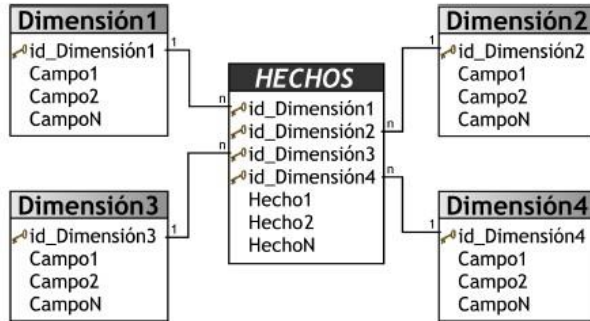 Dimensión1
id_Dimensión1
Campo1
Campo2
CampoN
1
n
Dimensión2
id_Dimensión2
Campo1
Campo2
CampoN
1
n
HECHOS
id_Dimensión1
id_Dimensión2
id_Dimensión3
id_Dimensión4
Hecho1
Hecho2
HechoN
Dimensión3
id_Dimensión3
Campo1
Campo2
CampoN
1
n
Dimensión4
id_Dimensión4
Campo1
Campo2
CampoN
1
n